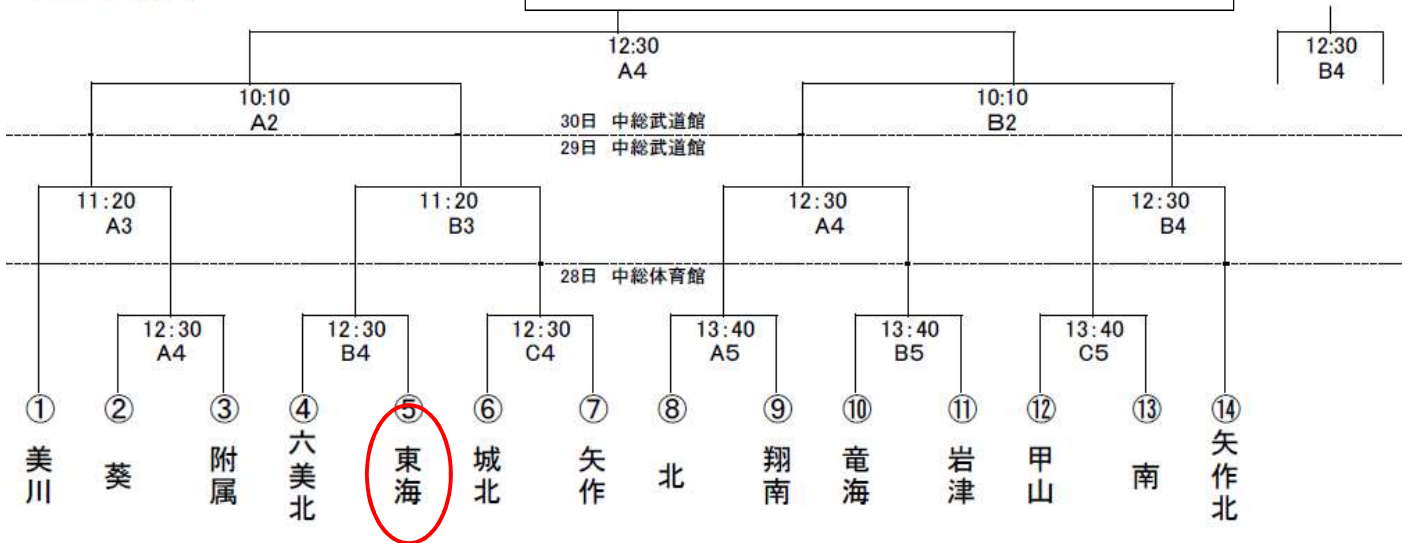 12:30
A4
12:30
B4
10:10
A2
10:10
B2
30日 中総武道館
29日 中総武道館
11:20
A3
11:20
B3
12:30
A4
12:30
B4
28日 中総体育館
12:30
A4
12:30
B4
12:30
C4
13:40
A5
13:40
B5
13:40
C5
① ② ③ ④ ⑤ ⑥ ⑦ ⑧ ⑨ ⑩ ⑪ ⑫ ⑬ ⑭
美川
葵
附属
六美北
東海
城北
矢作
北
翔南
竜海
岩津
甲山
南
矢作北